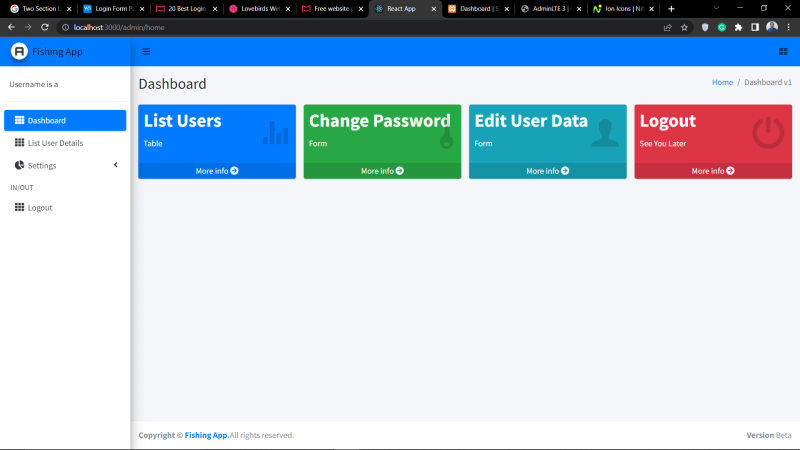 Two Section L
Login Form Pa
20 Best Login
Lovebirds Web
Free website p
React App
Dashboard | S
AdminLTE 3 |
Ion Icons | Nif
localhost:3000/admin/home
Fishing App
Username is a
Dashboard
List User Details
Settings
IN/OUT
Logout
Dashboard
Home / Dashboard v1
List Users
Table
More info
Change Password
Form
More info
Edit User Data
Form
More info
Logout
See You Later
More info
Copyright © Fishing App.All rights reserved.
Version Beta